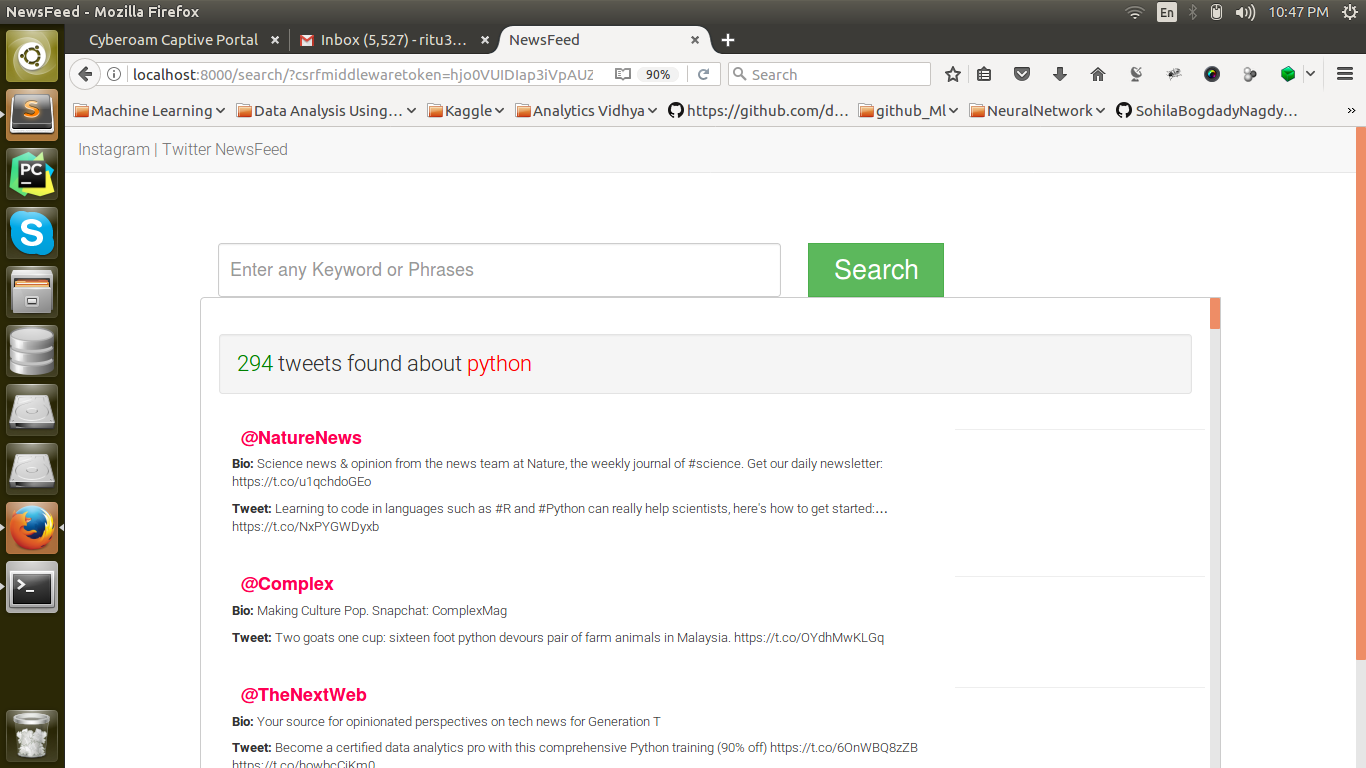 NewsFeed - Mozilla Firefox
En
10:47 PM
Cyberoam Captive Portal
Inbox (5,527) - ritu3...
NewsFeed
localhost:8000/search/?csrfmiddlewaretoken=hjo0VUIDIap3iVpAUZ
90%
Search
Machine Learning
Data Analysis Using...
Kaggle
Analytics Vidhya
https://github.com/d...
github_Ml
NeuralNetwork
SohilaBogdadyNagdy...
»
S
PC
S
Instagram | Twitter NewsFeed
Enter any Keyword or Phrases
Search
294 tweets found about python
@NatureNews
Bio: Science news & opinion from the news team at Nature, the weekly journal of #science. Get our daily newsletter:
https://t.co/u1qchdoGEo
Tweet: Learning to code in languages such as #R and #Python can really help scientists, here's how to get started:…
https://t.co/NxPYGWDyxb
@Complex
Bio: Making Culture Pop. Snapchat: ComplexMag
Tweet: Two goats one cup: sixteen foot python devours pair of farm animals in Malaysia. https://t.co/OYdhMwKLGq
@TheNextWeb
Bio: Your source for opinionated perspectives on tech news for Generation T
Tweet: Become a certified data analytics pro with this comprehensive Python training (90% off) https://t.co/6OnWBQ8zZB